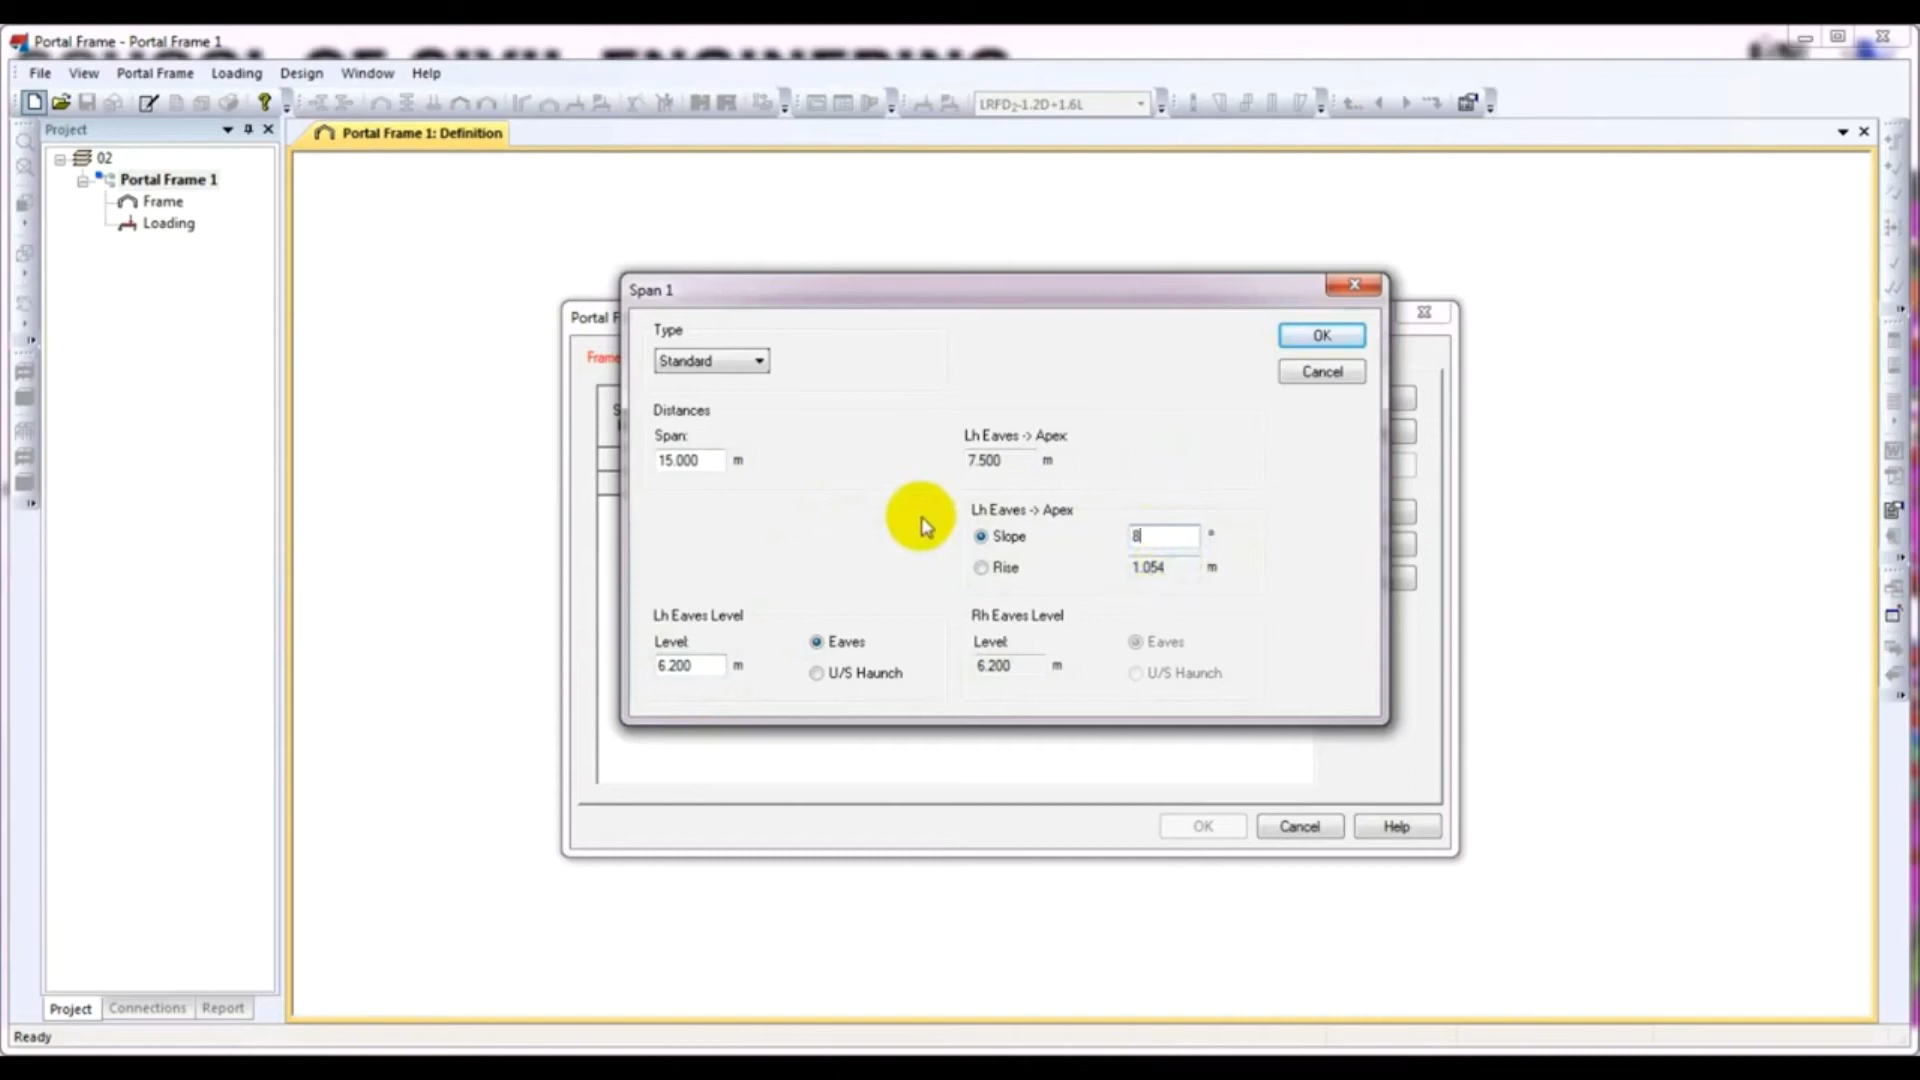 Portal Frame - Portal Frame 1
File View Portal Frame Loading Design Window Help
LRFD2-1.2D+1.6L
Project
Portal Frame 1: Definition
02
Portal Frame 1
Frame
Loading
Span 1
Portal F
Frame
Type
Standard
OK
Cancel
Distances
Span:
Lh Eaves -> Apex:
15.000 m
7.500 m
Lh Eaves -> Apex
Slope 8 °
Rise 1.054 m
Lh Eaves Level
Rh Eaves Level
Level: Eaves
Level: Eaves
6.200 m U/S Haunch
6.200 m U/S Haunch
OK Cancel Help
Project Connections Report
Ready